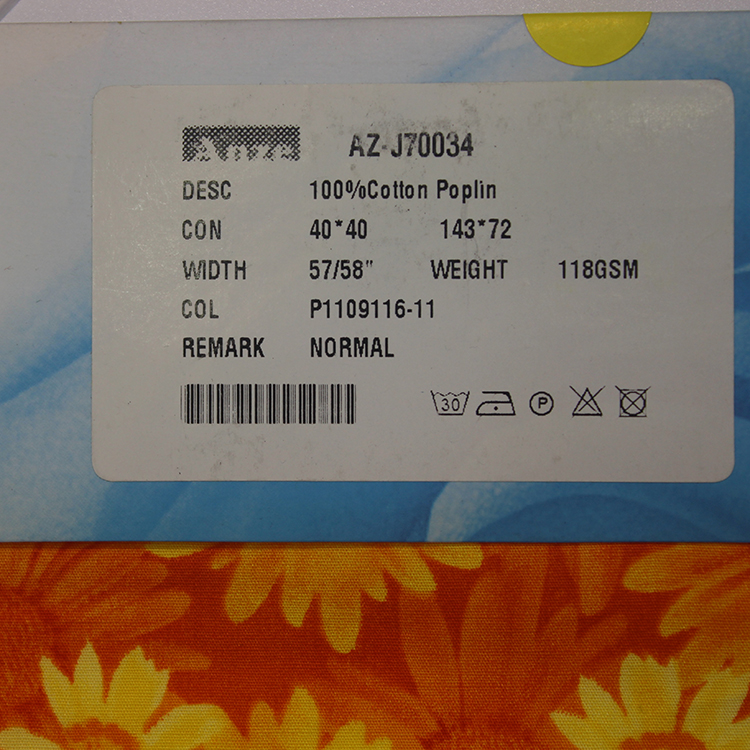 AZ-J70034
DESC 100%Cotton Poplin
CON 40*40 143*72
WIDTH 57/58" WEIGHT 118GSM
COL P1109116-11
REMARK NORMAL
30 P